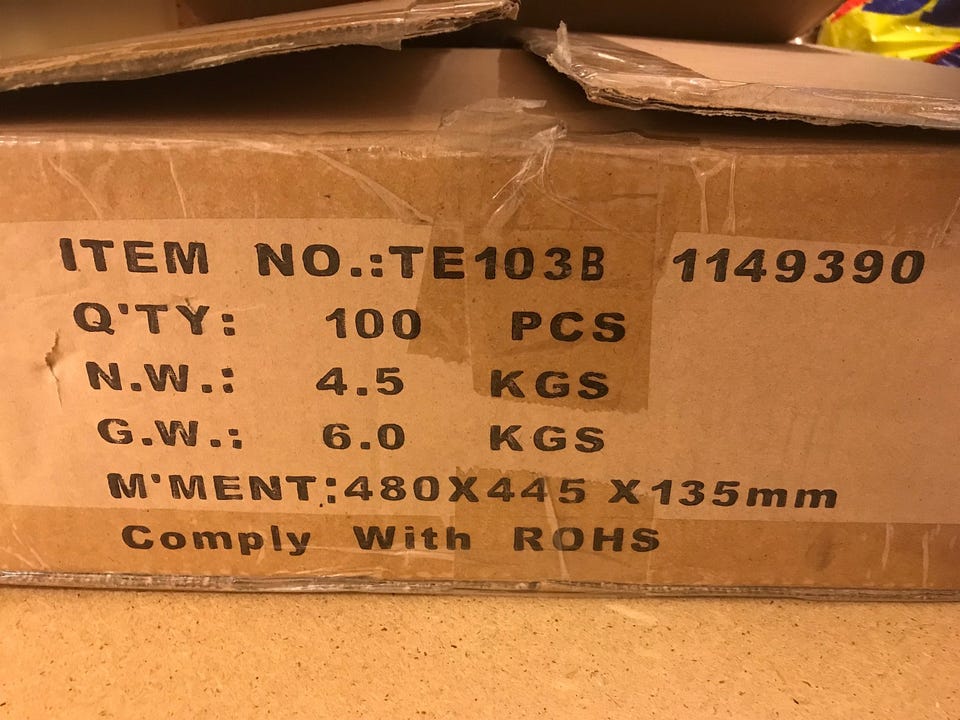 ITEM NO.:TE103B 1149390
Q'TY: 100 PCS
N.W.: 4.5 KGS
G.W.: 6.0 KGS
M'MENT:480X445 X135mm
Comply With ROHS